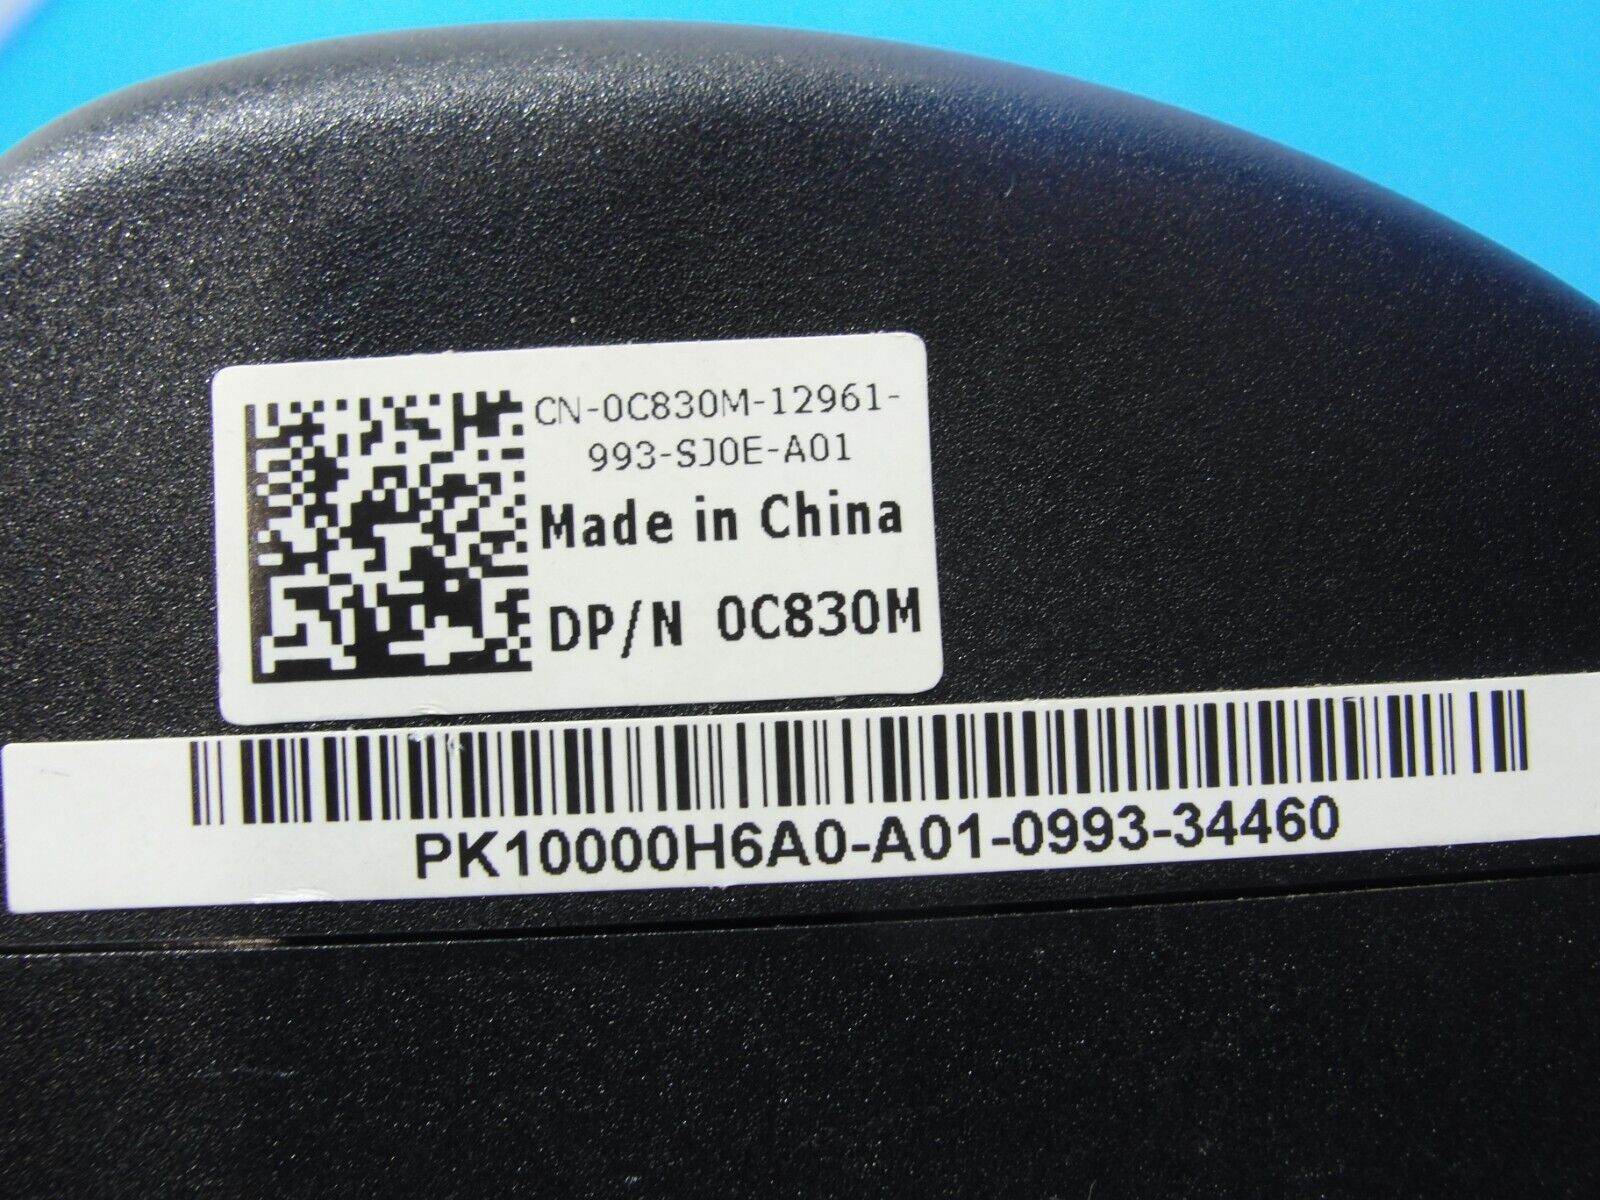 CN-0C830M-12961-
993-SJ0E-A01
Made in China
DP/N 0C830M
PK10000H6A0-A01-0993-34460